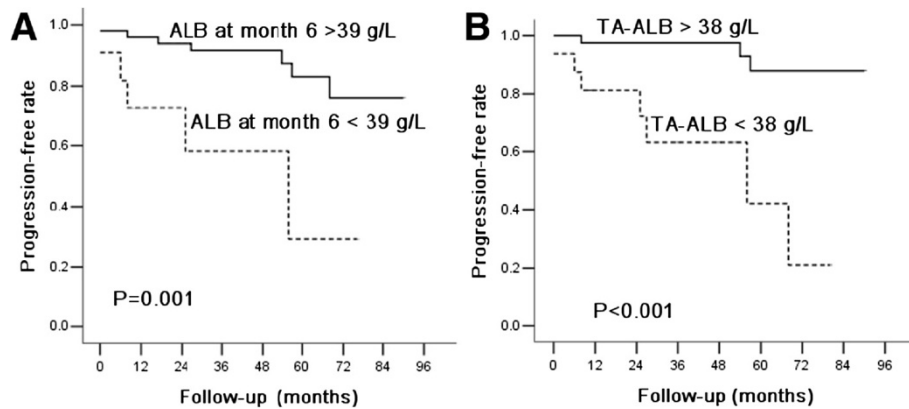 A
ALB at month 6 >39 g/L
ALB at month 6 < 39 g/L
P=0.001
Progression-free rate
1.0
0.8
0.6
0.4
0.2
0.0
0 12 24 36 48 60 72 84 96
Follow-up (months)
B
TA-ALB > 38 g/L
TA-ALB < 38 g/L
P<0.001
Progression-free rate
1.0
0.8
0.6
0.4
0.2
0.0
0 12 24 36 48 60 72 84 96
Follow-up (months)